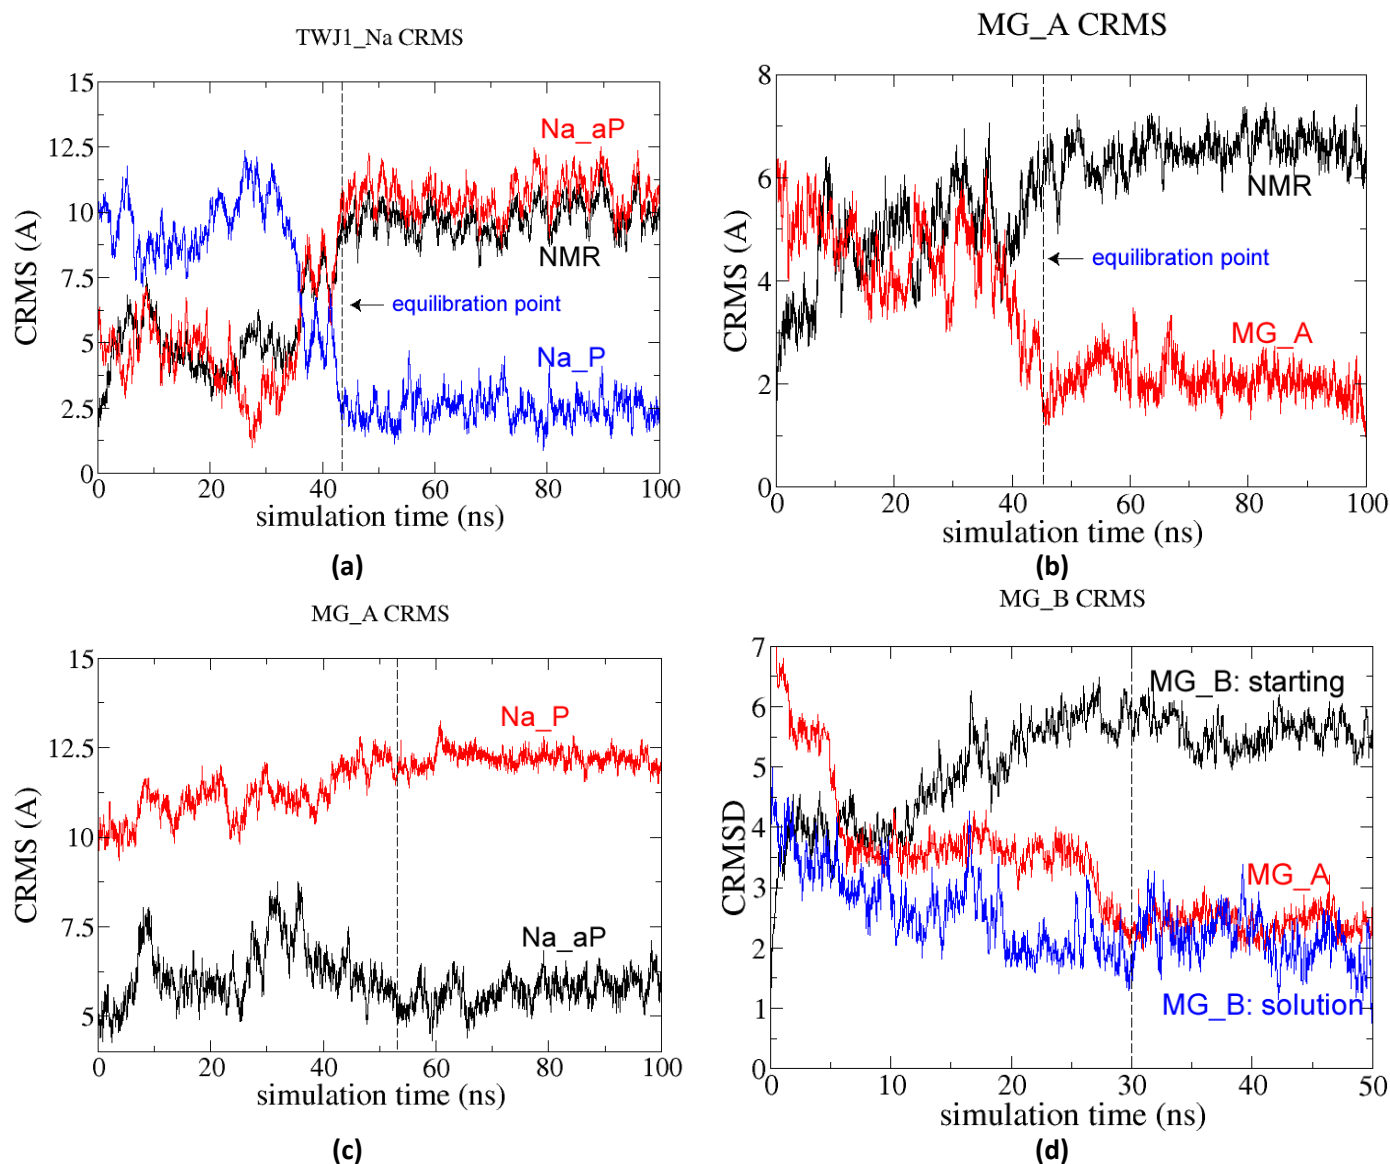 TWJ1_Na CRMS
15
12.5
10
7.5
5
2.5
0
CRMS (A)
Na_aP
NMR
equilibration point
Na_P
0 20 40 60 80 100
simulation time (ns)
(a)
MG_A CRMS
8
6
4
2
0
CRMS (A)
NMR
equilibration point
MG_A
0 20 40 60 80 100
simulation time (ns)
(b)
MG_A CRMS
15
12.5
10
7.5
5
CRMS (A)
Na_P
Na_aP
0 20 40 60 80 100
simulation time (ns)
(c)
MG_B CRMS
7
6
5
4
3
2
1
0
CRMSD
MG_B: starting
MG_A
MG_B: solution
0 10 20 30 40 50
simulation time (ns)
(d)